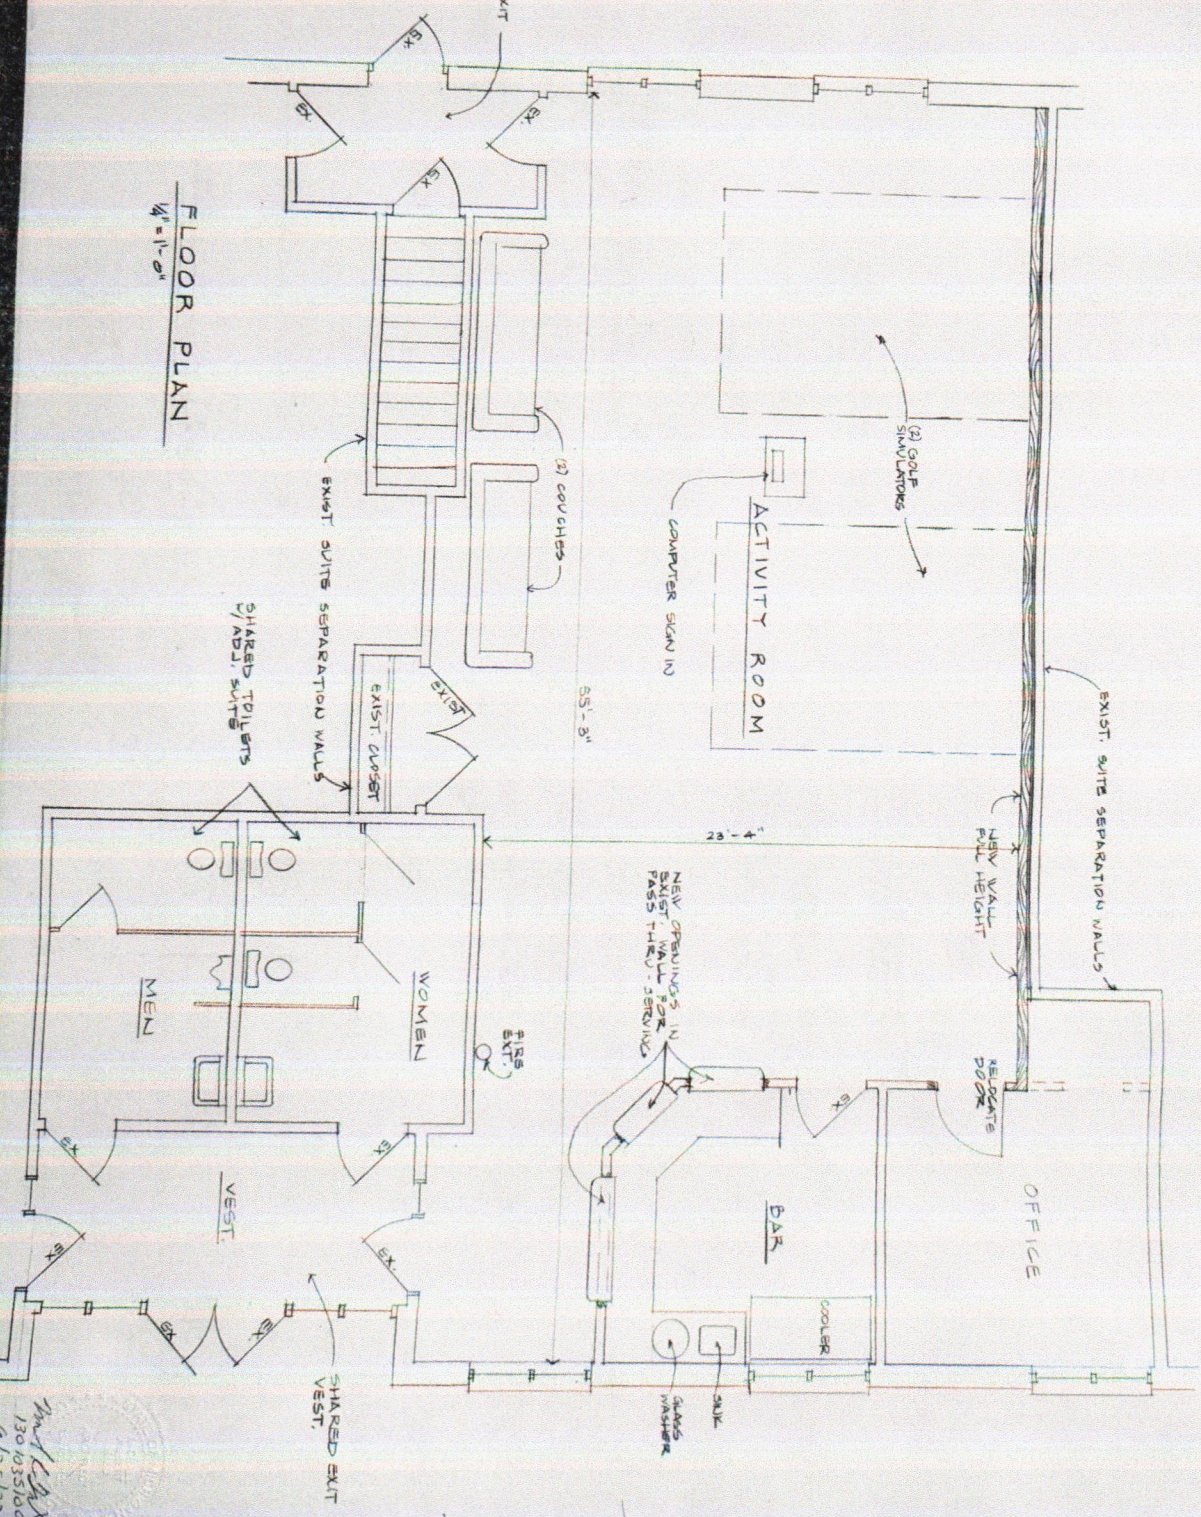 EXIST. SUITE SEPARATION WALLS
NEW WALL
FULL HEIGHT
RELOCATE
DOOR
OFFICE
(2) GOLF
SIMULATORS
ACTIVITY ROOM
COMPUTER SIGN IN
23'-4"
NEW OPENINGS IN
EXIST. WALL FOR
PASS THRU - SERVING
EX
BAR
COOLER
SINK
GLASS
WASHER
55'-3"
(2) COUCHES
FIRE
EXT.
EX.
EX.
EX.
EX
EXIST
EXIST. CLOSET
EXIST. SUITE SEPARATION WALLS
WOMEN
MEN
SHARED TOILETS
W/ADJ. SUITE
EX
EX
EX.
EX
EX.
EX
VEST.
SHARED EXIT
VEST.
FLOOR PLAN
1/4" = 1'-0"